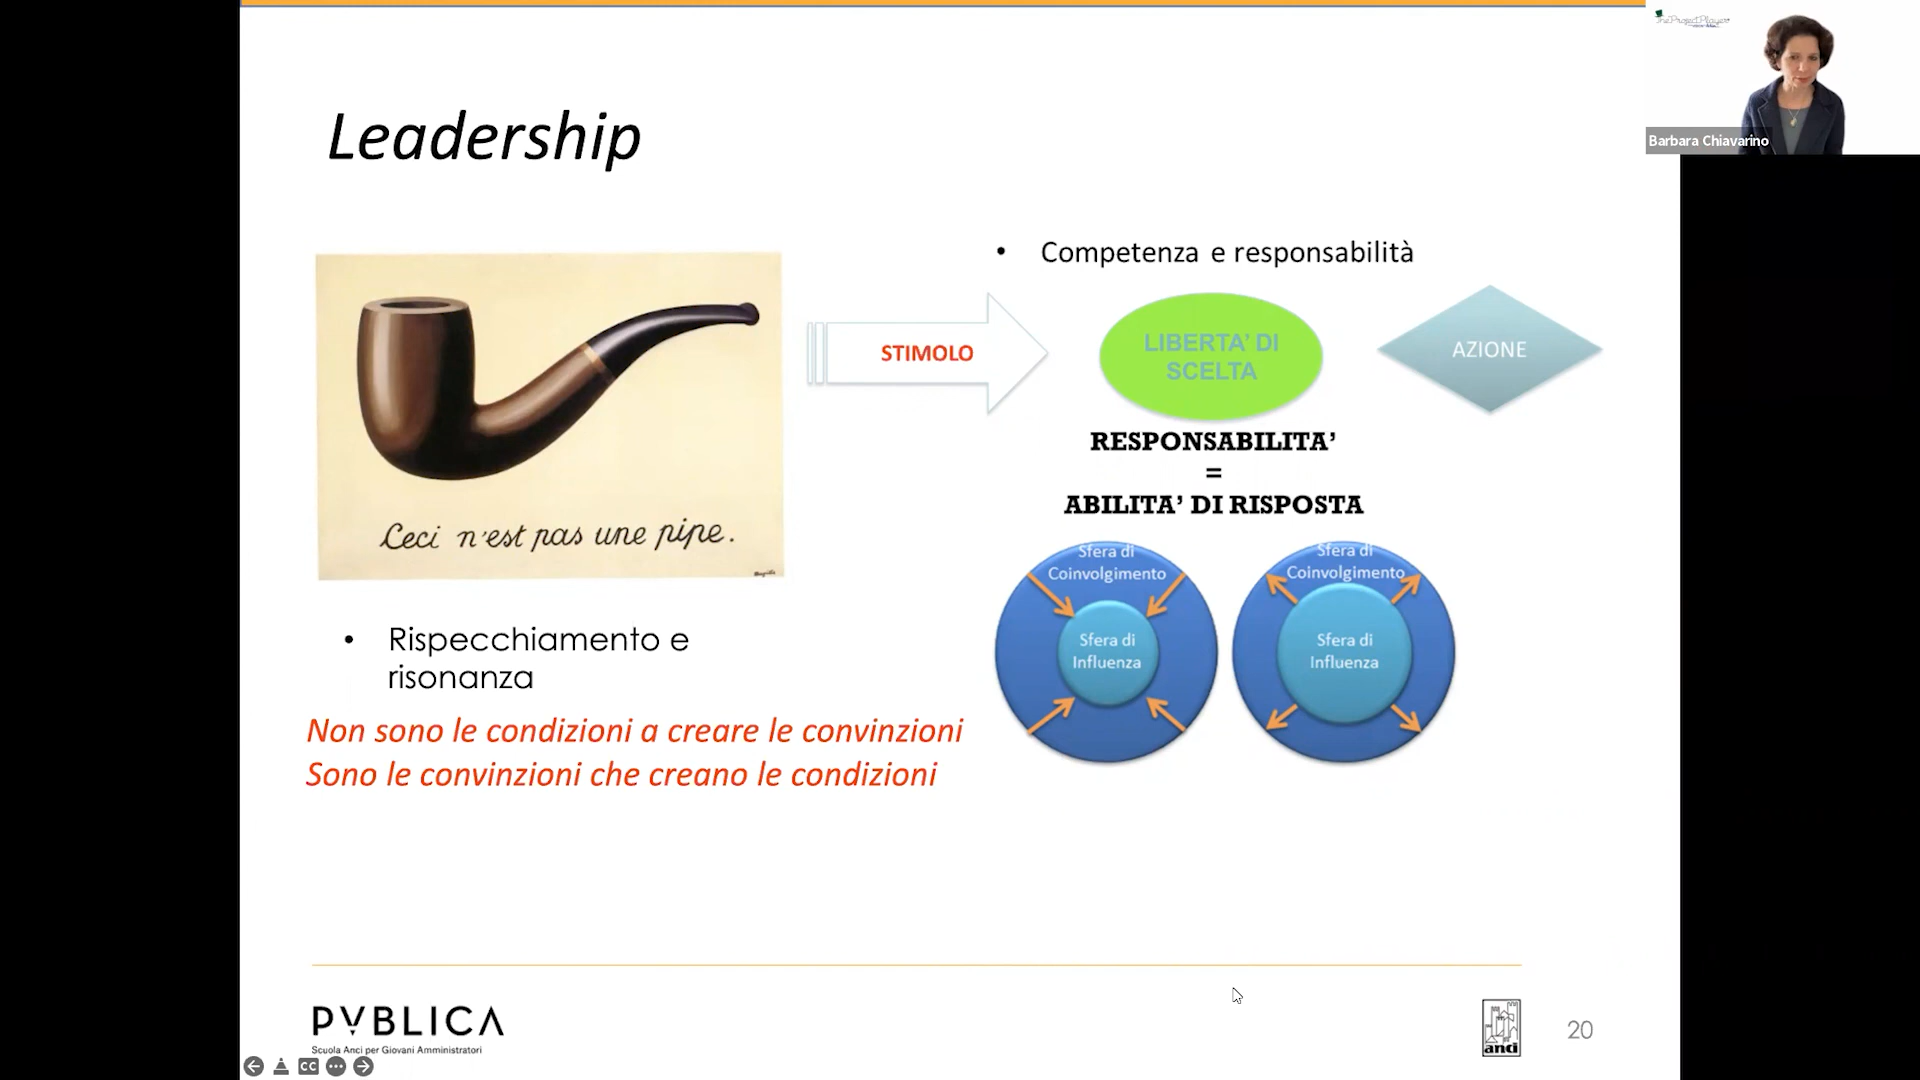 TheProjectPlayer
Barbara Chiavarino
Leadership
Ceci n'est pas une pipe.
• Rispecchiamento e
risonanza
Non sono le condizioni a creare le convinzioni
Sono le convinzioni che creano le condizioni
• Competenza e responsabilità
STIMOLO
LIBERTA' DI
SCELTA
AZIONE
RESPONSABILITA'
=
ABILITA' DI RISPOSTA
Sfera di
Coinvolgimento
Sfera di
Influenza
Sfera di
Coinvolgimento
Sfera di
Influenza
PVBLICA
Scuola Anci per Giovani Amministratori
anci
20
CC